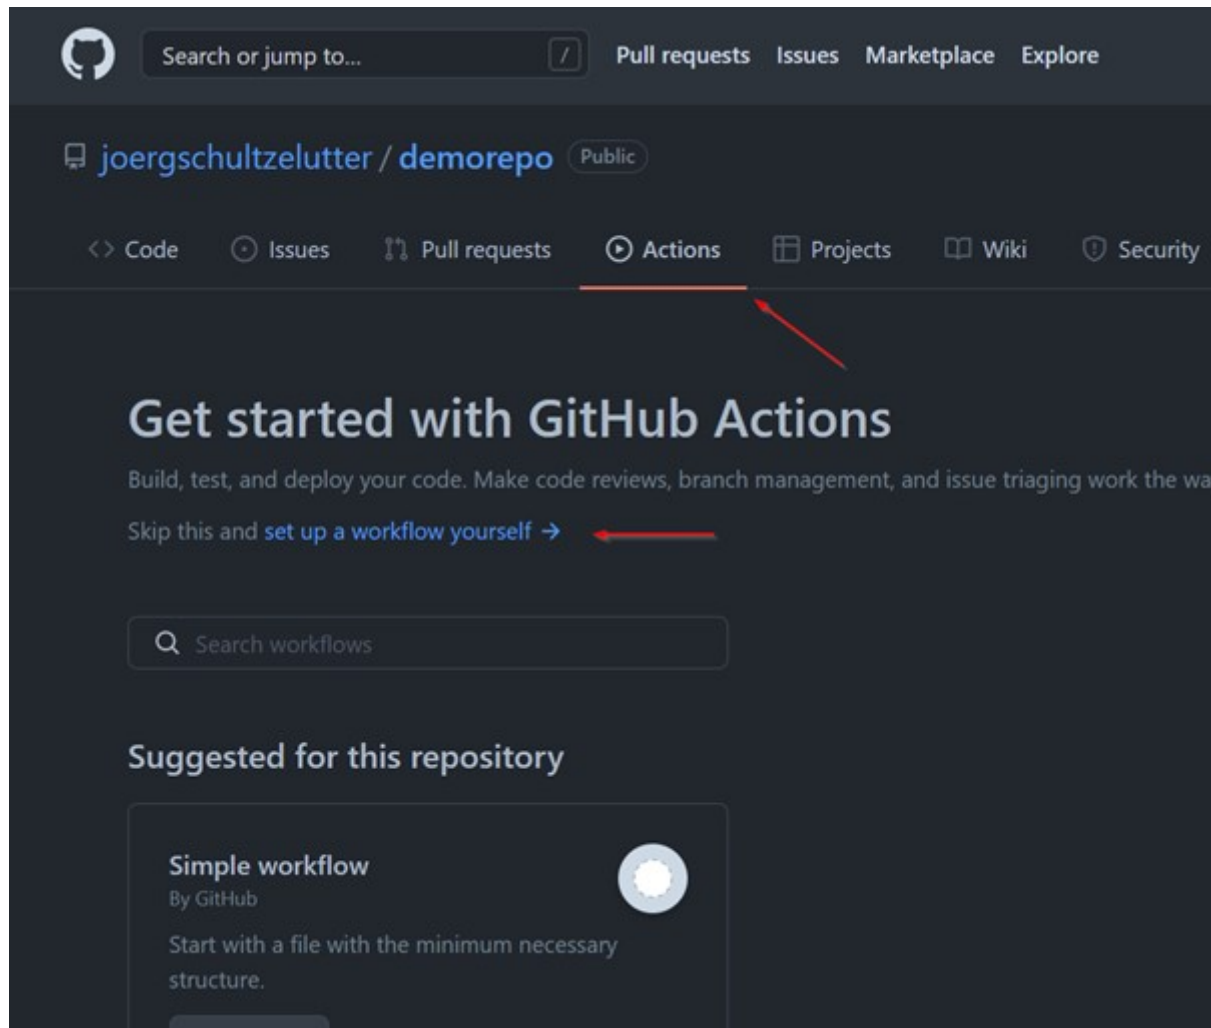 Search or jump to... / Pull requests Issues Marketplace Explore
joergschultzelutter / demorepo Public
Code Issues Pull requests Actions Projects Wiki Security
Get started with GitHub Actions
Build, test, and deploy your code. Make code reviews, branch management, and issue triaging work the wa
Skip this and set up a workflow yourself →
Search workflows
Suggested for this repository
Simple workflow
By GitHub
Start with a file with the minimum necessary
structure.